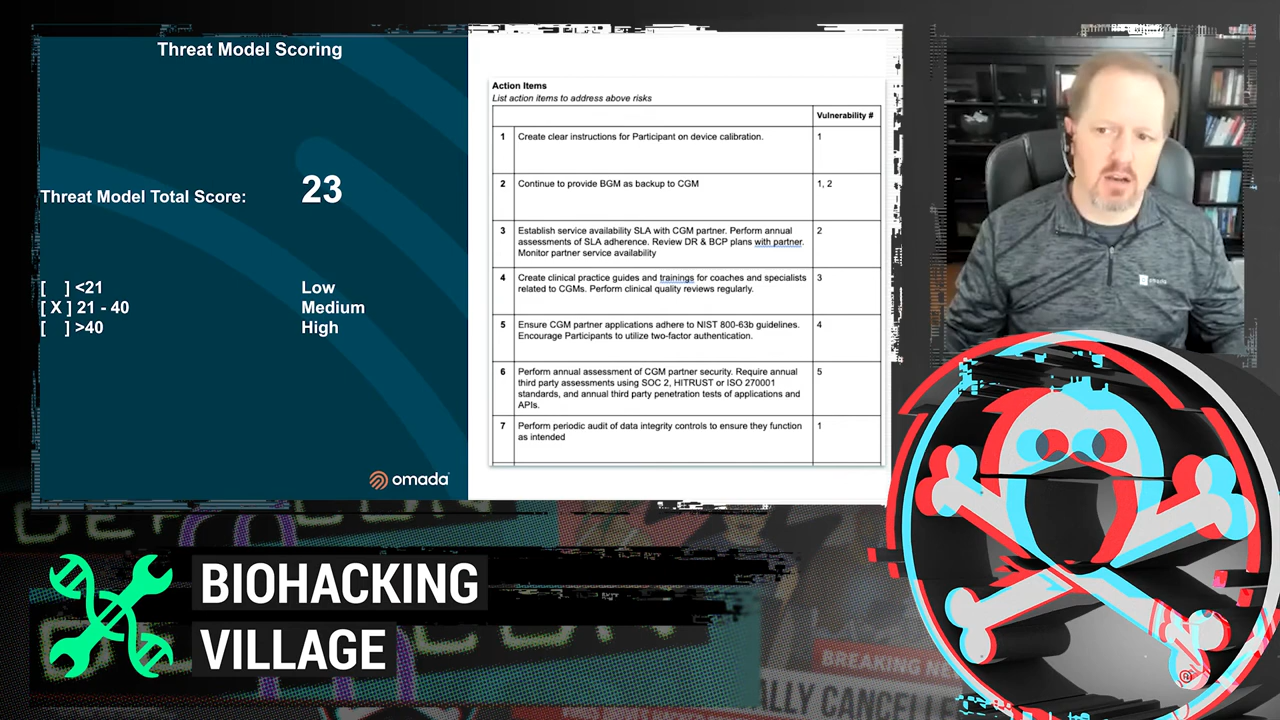 Threat Model Scoring
Threat Model Total Score: 23
[ ] <21 Low
[ X ] 21 - 40 Medium
[ ] >40 High
omada
Action Items
List action items to address above risks
Vulnerability #
1 Create clear instructions for Participant on device calibration. 1
2 Continue to provide BGM as backup to CGM 1, 2
3 Establish service availability SLA with CGM partner. Perform annual 2
assessments of SLA adherence. Review DR & BCP plans with partner.
Monitor partner service availability
4 Create clinical practice guides and trainings for coaches and specialists 3
related to CGMs. Perform clinical quality reviews regularly.
5 Ensure CGM partner applications adhere to NIST 800-63b guidelines. 4
Encourage Participants to utilize two-factor authentication.
6 Perform annual assessment of CGM partner security. Require annual 5
third party assessments using SOC 2, HITRUST or ISO 270001
standards, and annual third party penetration tests of applications and
APIs.
7 Perform periodic audit of data integrity controls to ensure they function 1
as intended
omada
BIOHACKING
VILLAGE
DEF CON
BREAKING NE
ALLY CANCELLE